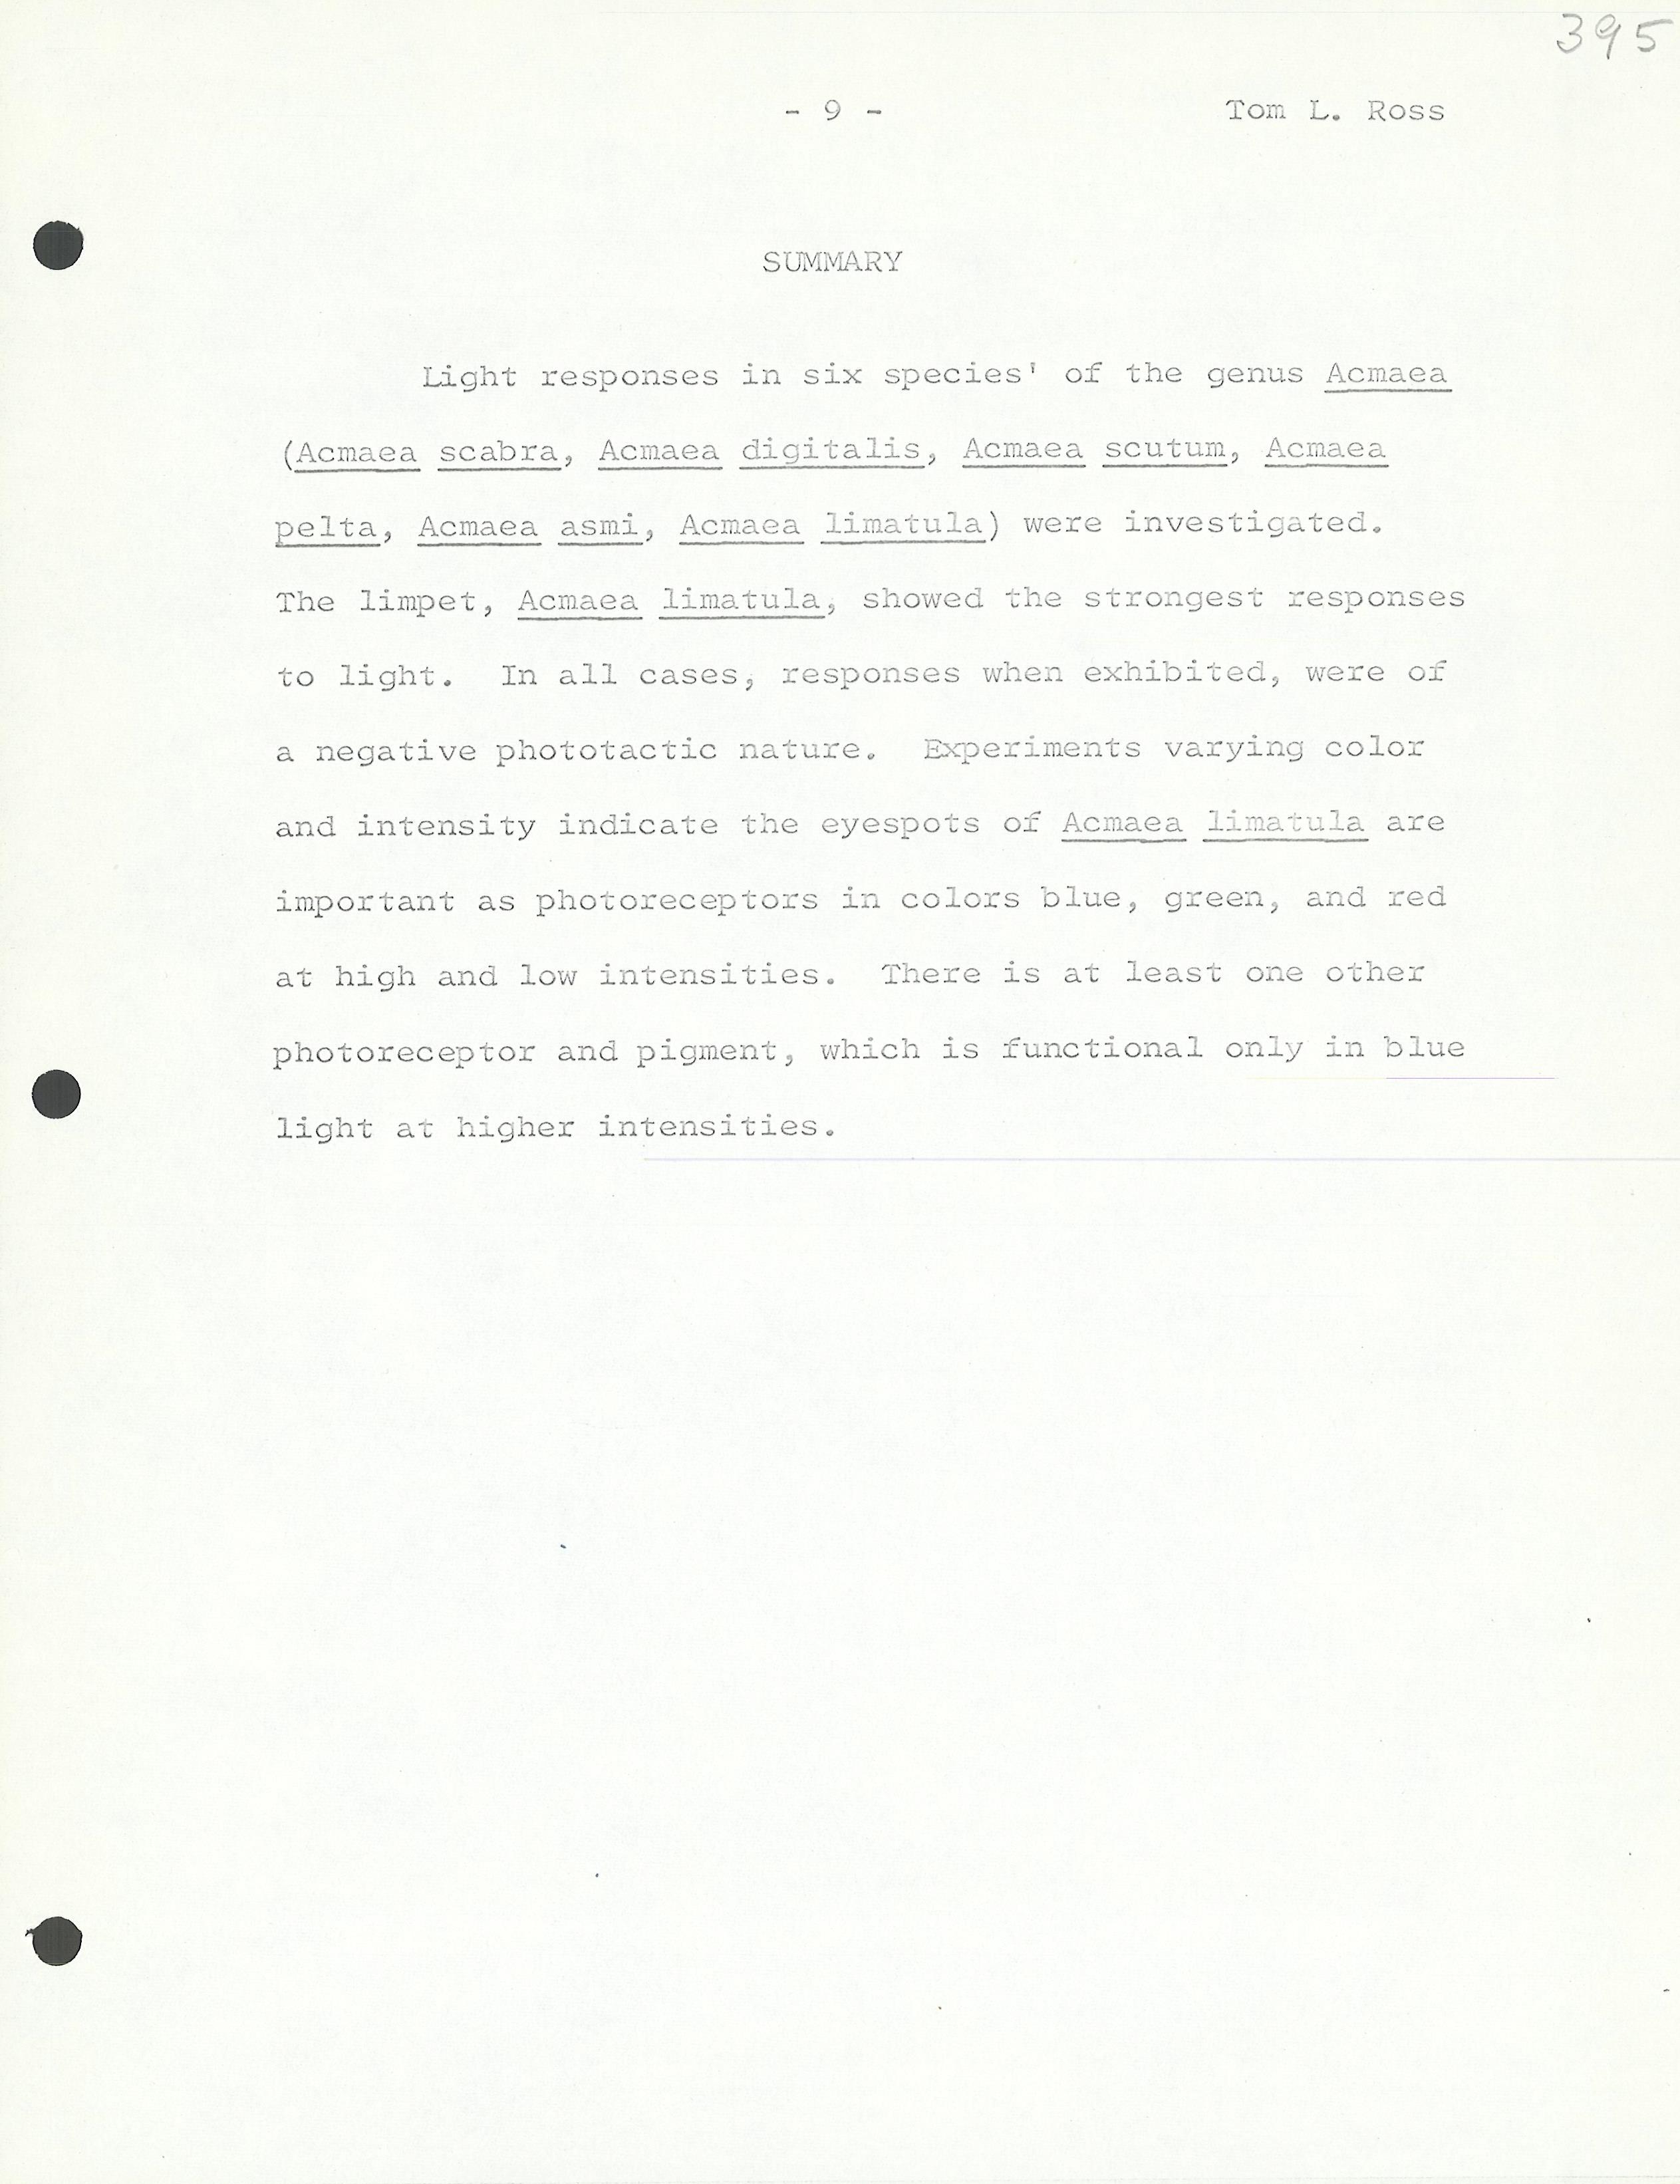 395
- 9 - Tom L. Ross
SUMMARY
Light responses in six species' of the genus Acmaea
(Acmaea scabra, Acmaea digitalis, Acmaea scutum, Acmaea
pelta, Acmaea asmi, Acmaea limatula) were investigated.
The limpet, Acmaea limatula, showed the strongest responses
to light. In all cases, responses when exhibited, were of
a negative phototactic nature. Experiments varying color
and intensity indicate the eyespots of Acmaea limatula are
important as photoreceptors in colors blue, green, and red
at high and low intensities. There is at least one other
photoreceptor and pigment, which is functional only in blue
light at higher intensities.